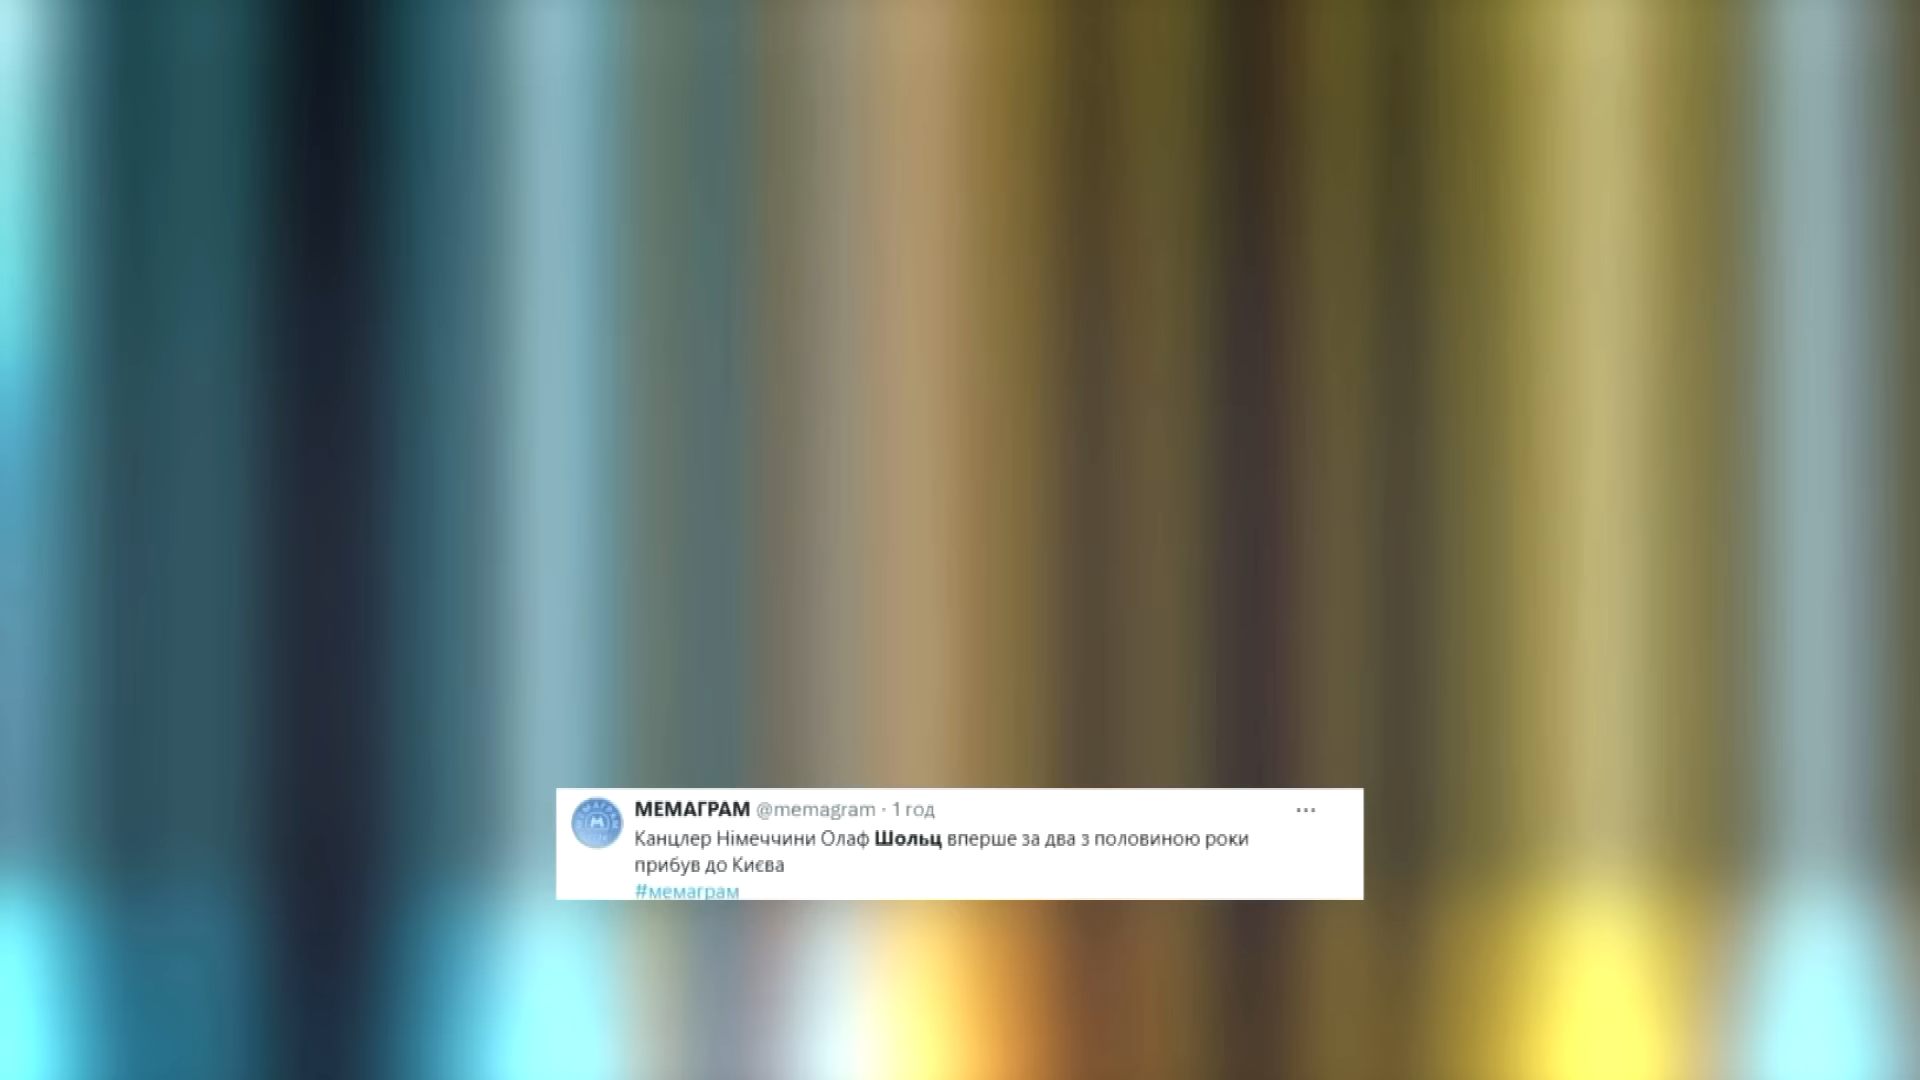 МЕМАГРАМ @memagram · 1 год
Канцлер Німеччини Олаф Шольц вперше за два з половиною роки
прибув до Києва
#мемаграм